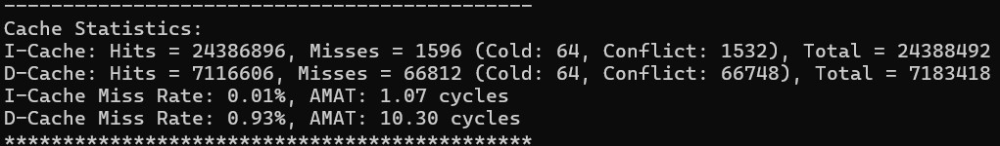 ---------------------------------------------
Cache Statistics:
I-Cache: Hits = 24386896, Misses = 1596 (Cold: 64, Conflict: 1532), Total = 24388492
D-Cache: Hits = 7116606, Misses = 66812 (Cold: 64, Conflict: 66748), Total = 7183418
I-Cache Miss Rate: 0.01%, AMAT: 1.07 cycles
D-Cache Miss Rate: 0.93%, AMAT: 10.30 cycles
*********************************************